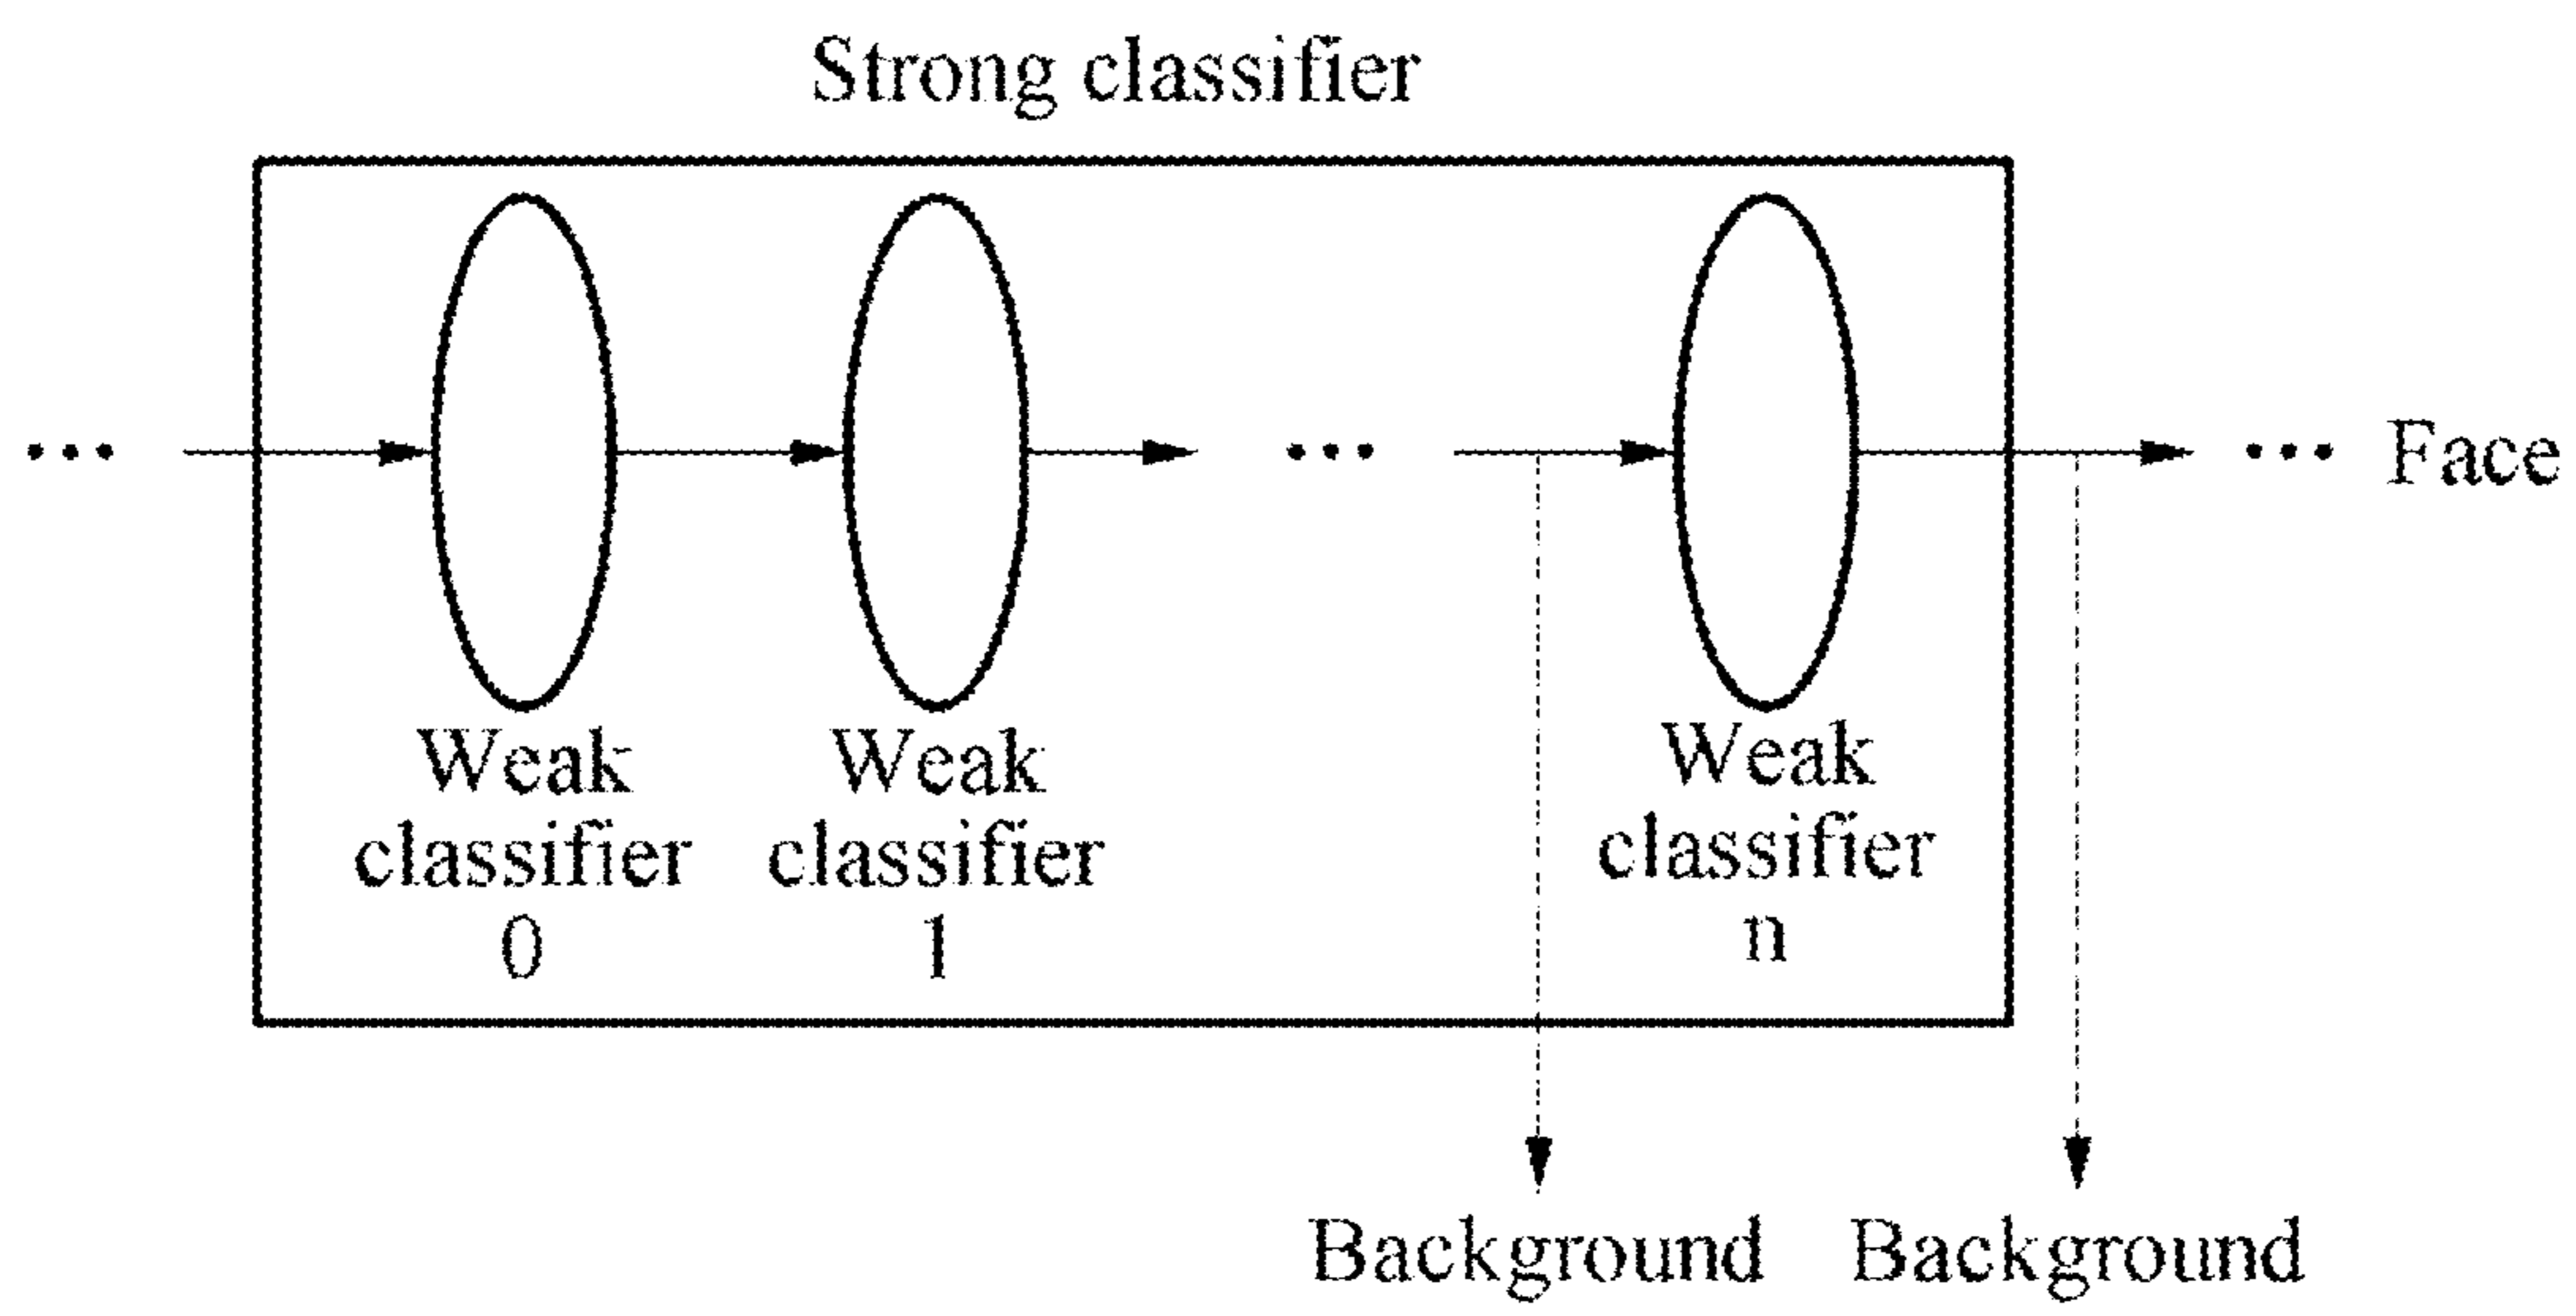 Strong classifier
... ... ... Face
Weak
classifier
0
Weak
classifier
1
Weak
classifier
n
Background
Background